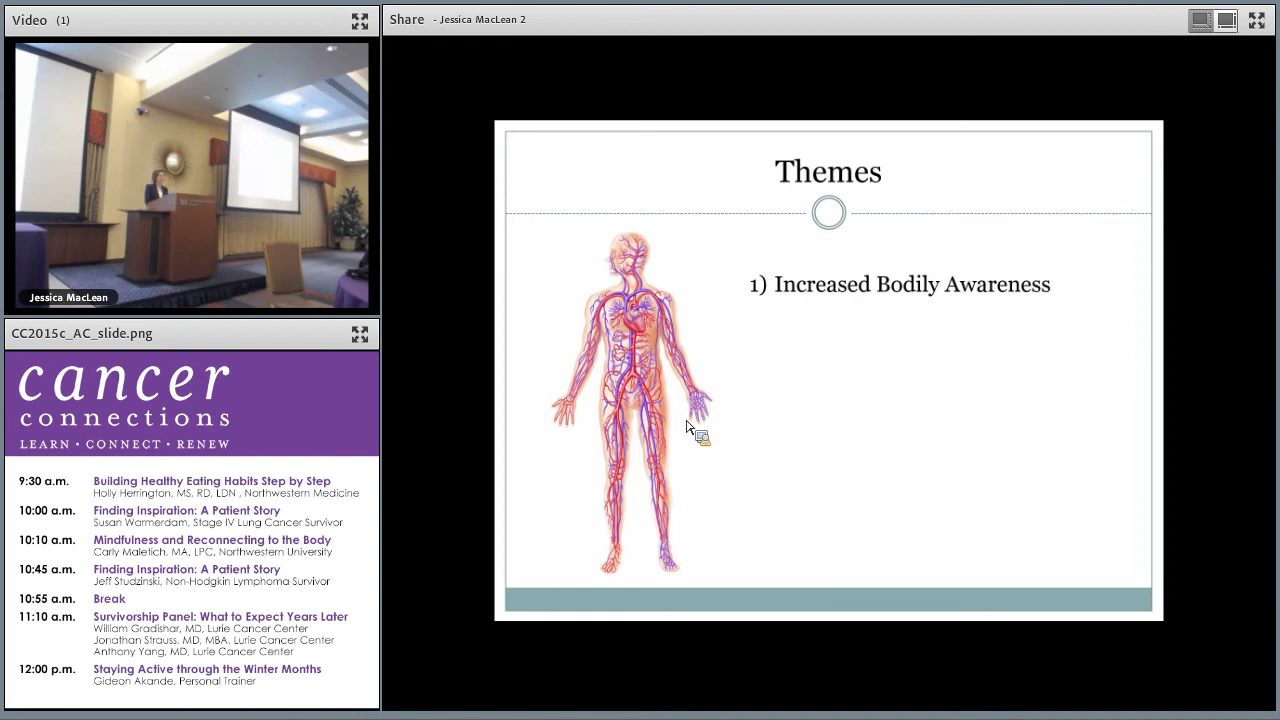 Video (1)
Jessica MacLean
CC2015c_AC_slide.png
cancer
connections
LEARN • CONNECT • RENEW
9:30 a.m. Building Healthy Eating Habits Step by Step
Holly Herrington, MS, RD, LDN , Northwestern Medicine
10:00 a.m. Finding Inspiration: A Patient Story
Susan Warmerdam, Stage IV Lung Cancer Survivor
10:10 a.m. Mindfulness and Reconnecting to the Body
Carly Maletich, MA, LPC, Northwestern University
10:45 a.m. Finding Inspiration: A Patient Story
Jeff Studzinski, Non-Hodgkin Lymphoma Survivor
10:55 a.m. Break
11:10 a.m. Survivorship Panel: What to Expect Years Later
William Gradishar, MD, Lurie Cancer Center
Jonathan Strauss, MD, MBA, Lurie Cancer Center
Anthony Yang, MD, Lurie Cancer Center
12:00 p.m. Staying Active through the Winter Months
Gideon Akande, Personal Trainer
Share - Jessica MacLean 2
Themes
1) Increased Bodily Awareness